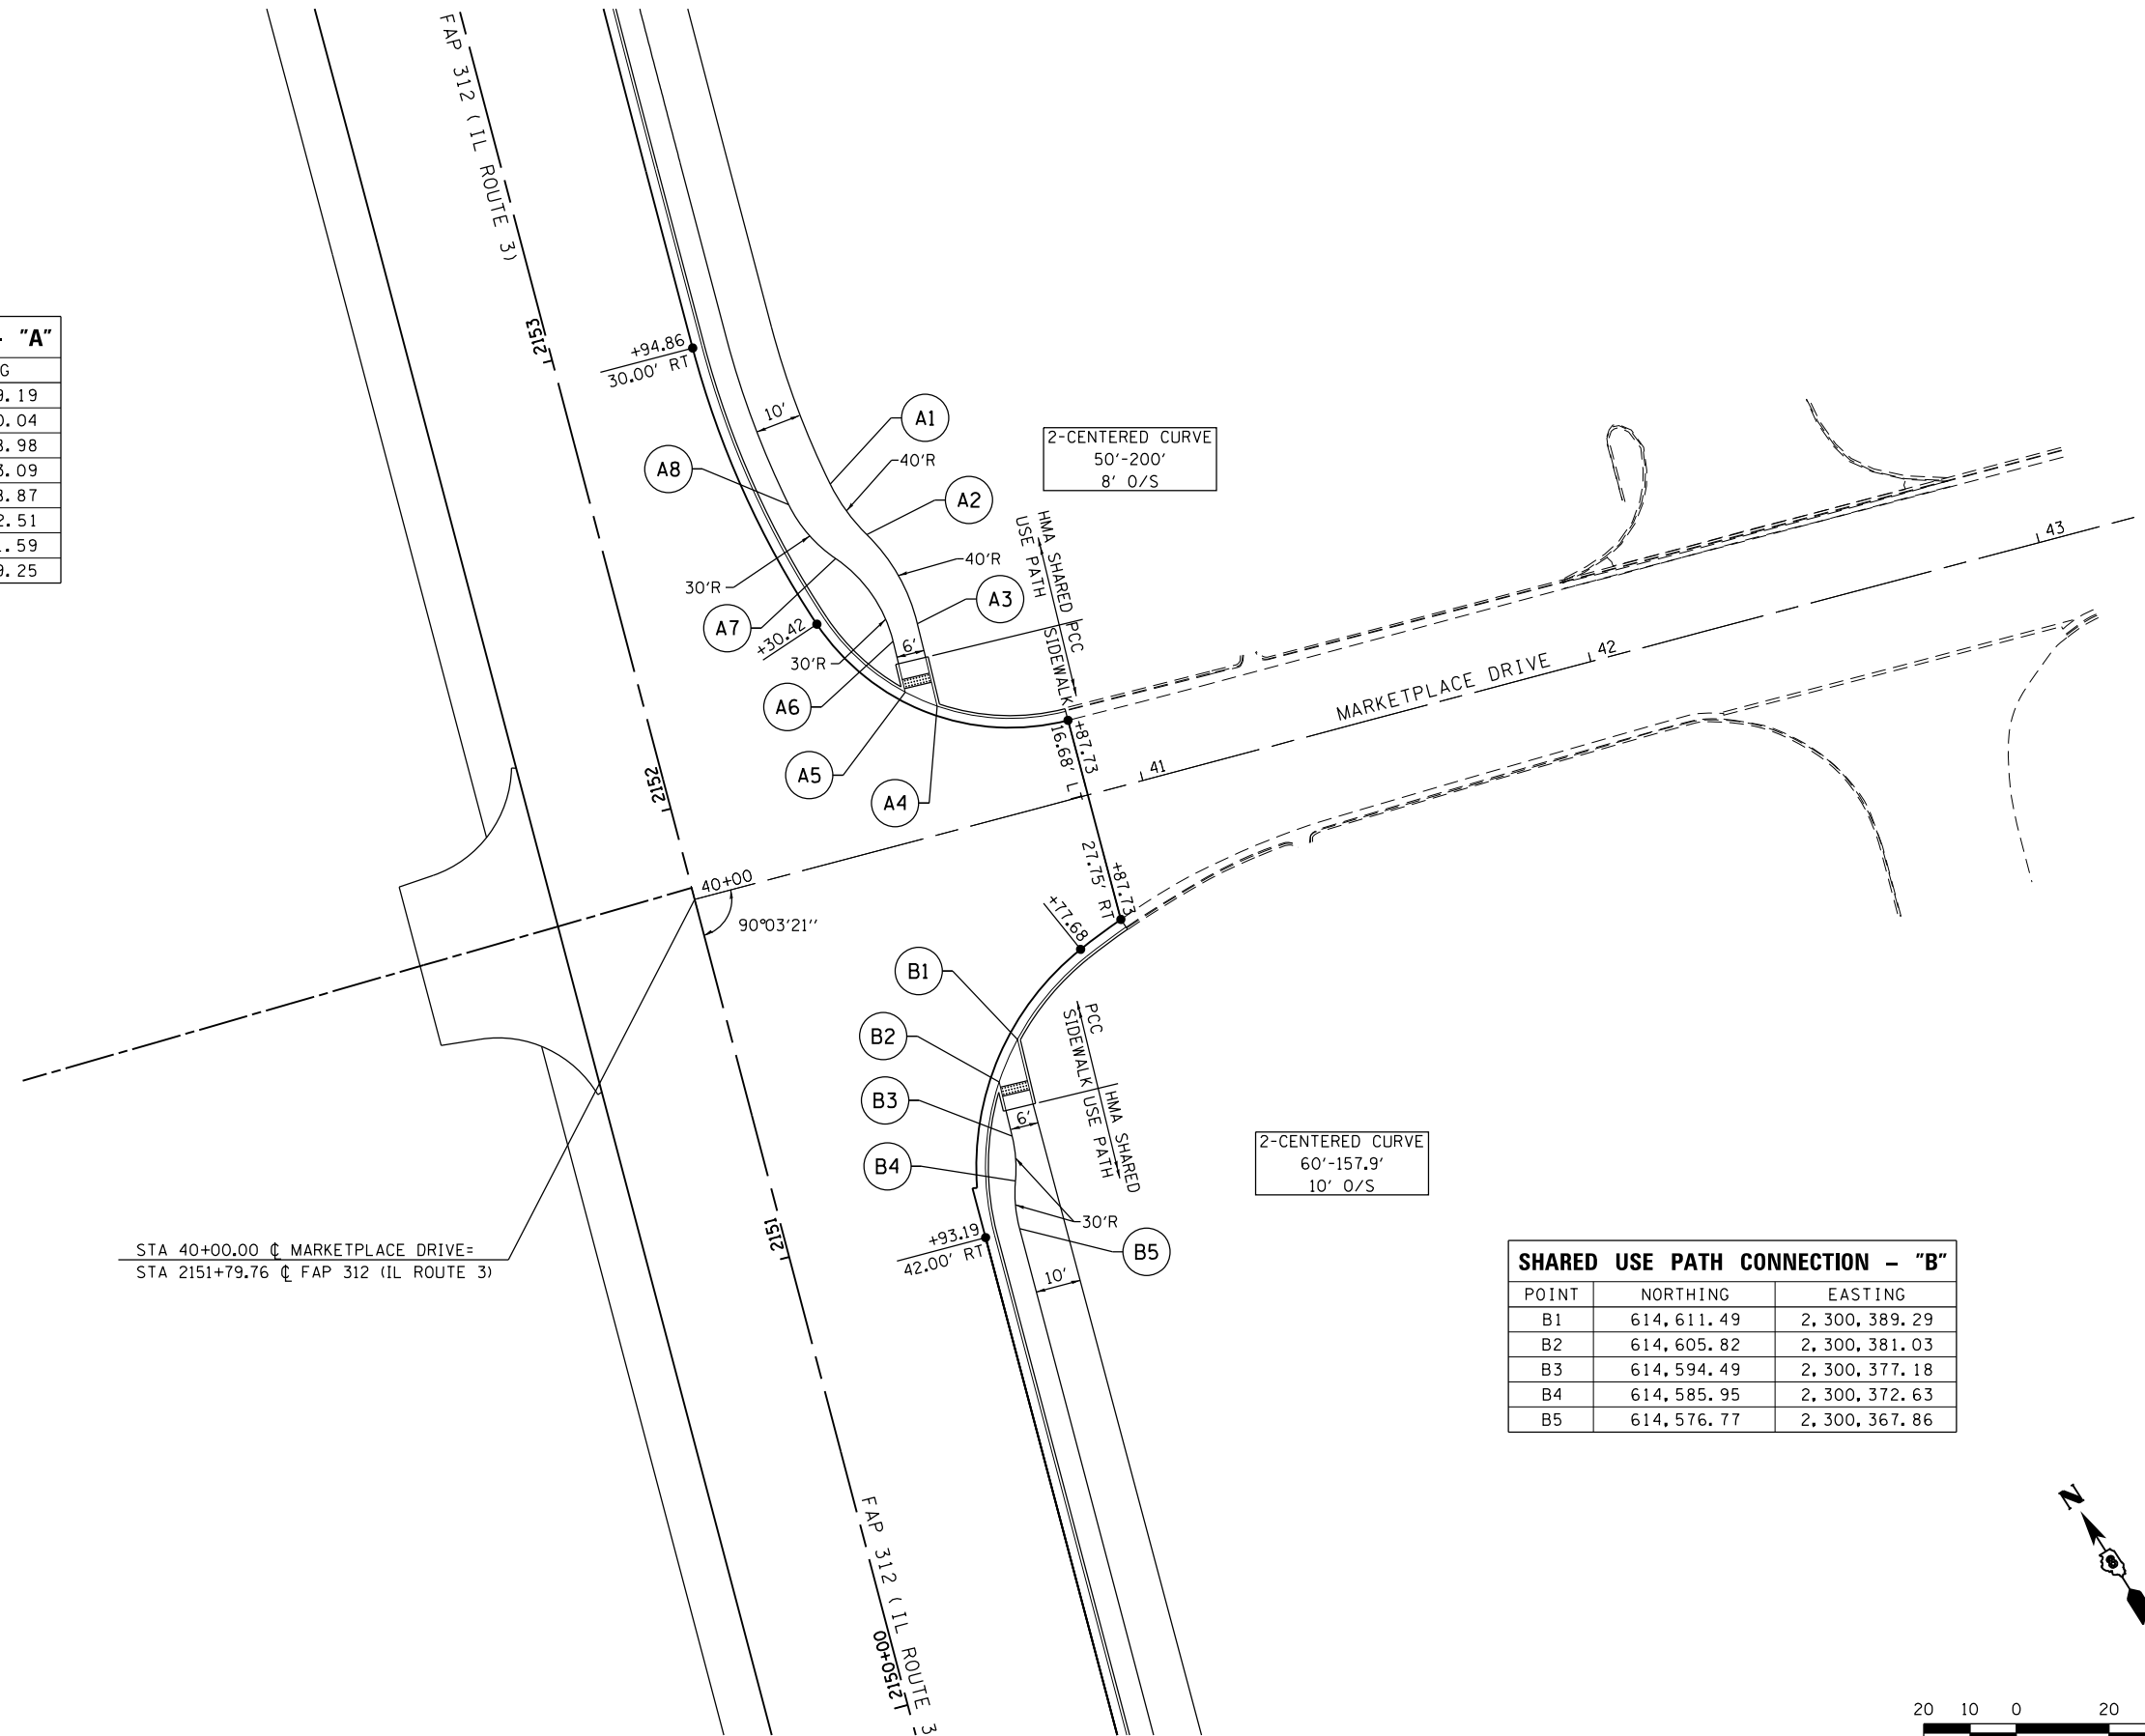 FAP 312 (IL ROUTE 3)
2153
+94.86
30.00' RT
10'
A1
40'R
A8
A2
2-CENTERED CURVE
50'-200'
8' O/S
HMA SHARED
USE PATH
PCC
SIDEWALK
40'R
30'R
A3
A7
+30.42
30'R
6'
A6
A5
A4
+87.73
16.68' LT
43
42
41
MARKETPLACE DRIVE
2152
40+00
90°03'21''
+87.73
27.75' RT
+77.68
B1
B2
B3
B4
B5
PCC
SIDEWALK
HMA SHARED
USE PATH
6'
30'R
+93.19
42.00' RT
10'
2-CENTERED CURVE
60'-157.9'
10' O/S
2151
STA 40+00.00 ℄ MARKETPLACE DRIVE=
STA 2151+79.76 ℄ FAP 312 (IL ROUTE 3)
FAP 312 (IL ROUTE 3
2150+00
- "A"
G
9.19
0.04
8.98
3.09
8.87
2.51
1.59
9.25
SHARED USE PATH CONNECTION – "B"
POINT NORTHING EASTING
B1 614,611.49 2,300,389.29
B2 614,605.82 2,300,381.03
B3 614,594.49 2,300,377.18
B4 614,585.95 2,300,372.63
B5 614,576.77 2,300,367.86
N
20 10 0 20